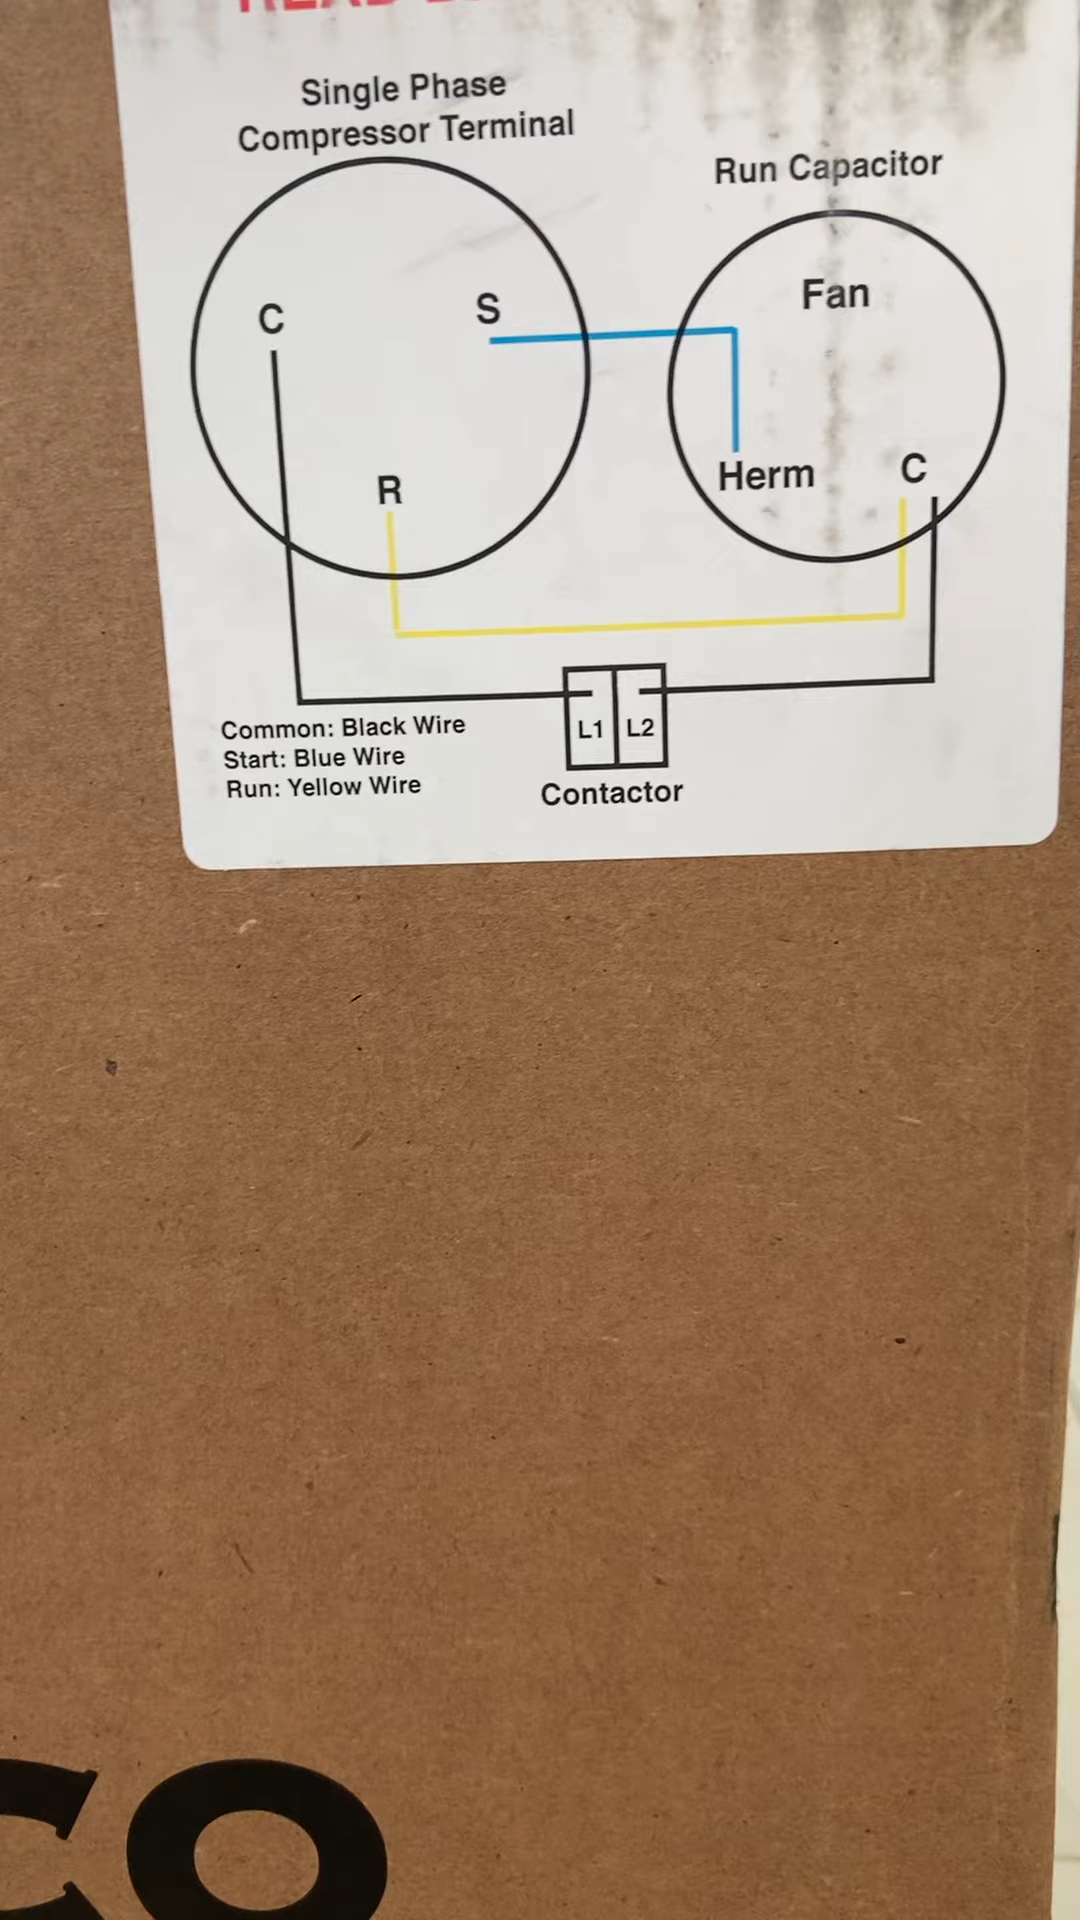 Single Phase
Compressor Terminal
Run Capacitor
Fan
C
S
R
Herm
C
L1 L2
Common: Black Wire
Start: Blue Wire
Run: Yellow Wire
Contactor
CO